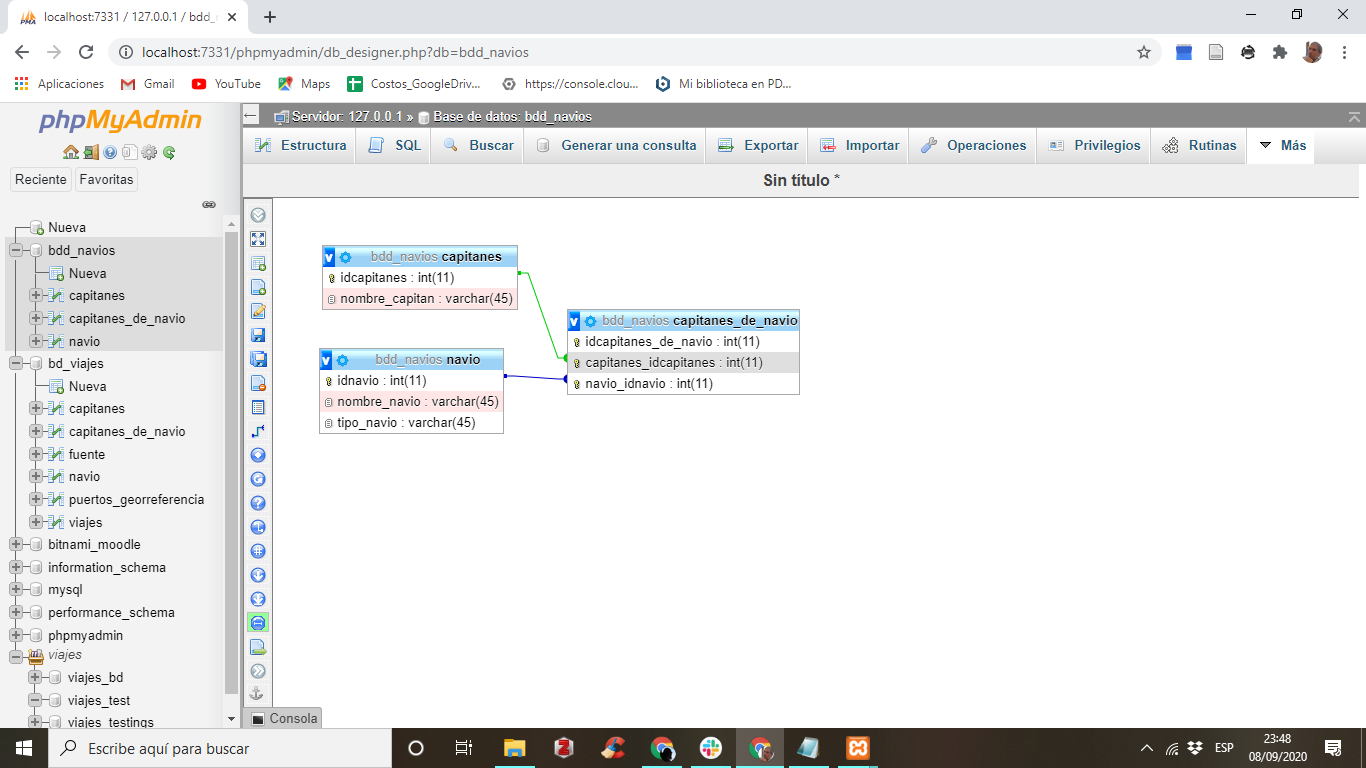 localhost:7331 / 127.0.0.1 / bdd_
localhost:7331/phpmyadmin/db_designer.php?db=bdd_navios
Aplicaciones
Gmail
YouTube
Maps
Costos_GoogleDriv...
https://console.clou...
Mi biblioteca en PD...
phpMyAdmin
Reciente
Favoritas
Nueva
bdd_navios
Nueva
capitanes
capitanes_de_navio
navio
bd_viajes
Nueva
capitanes
capitanes_de_navio
fuente
navio
puertos_georreferencia
viajes
bitnami_moodle
information_schema
mysql
performance_schema
phpmyadmin
viajes
viajes_bd
viajes_test
viajes_testings
Servidor: 127.0.0.1 » Base de datos: bdd_navios
Estructura
SQL
Buscar
Generar una consulta
Exportar
Importar
Operaciones
Privilegios
Rutinas
Más
Sin título *
v bdd_navios capitanes
idcapitanes : int(11)
nombre_capitan : varchar(45)
v bdd_navios navio
idnavio : int(11)
nombre_navio : varchar(45)
tipo_navio : varchar(45)
v bdd_navios capitanes_de_navio
idcapitanes_de_navio : int(11)
capitanes_idcapitanes : int(11)
navio_idnavio : int(11)
Consola
Escribe aquí para buscar
ESP
23:48
08/09/2020